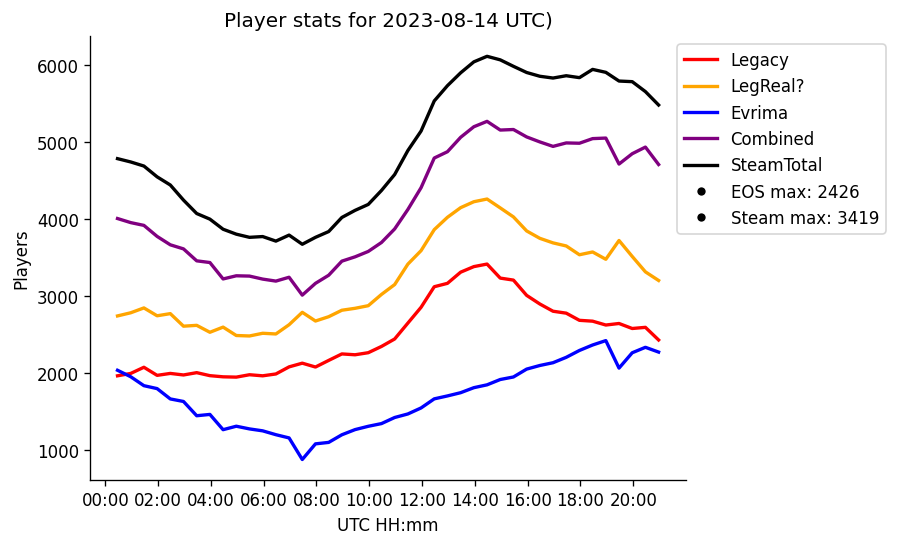 Player stats for 2023-08-14 UTC)
Players
6000
5000
4000
3000
2000
1000
00:00 02:00 04:00 06:00 08:00 10:00 12:00 14:00 16:00 18:00 20:00
UTC HH:mm
Legacy
LegReal?
Evrima
Combined
SteamTotal
EOS max: 2426
Steam max: 3419